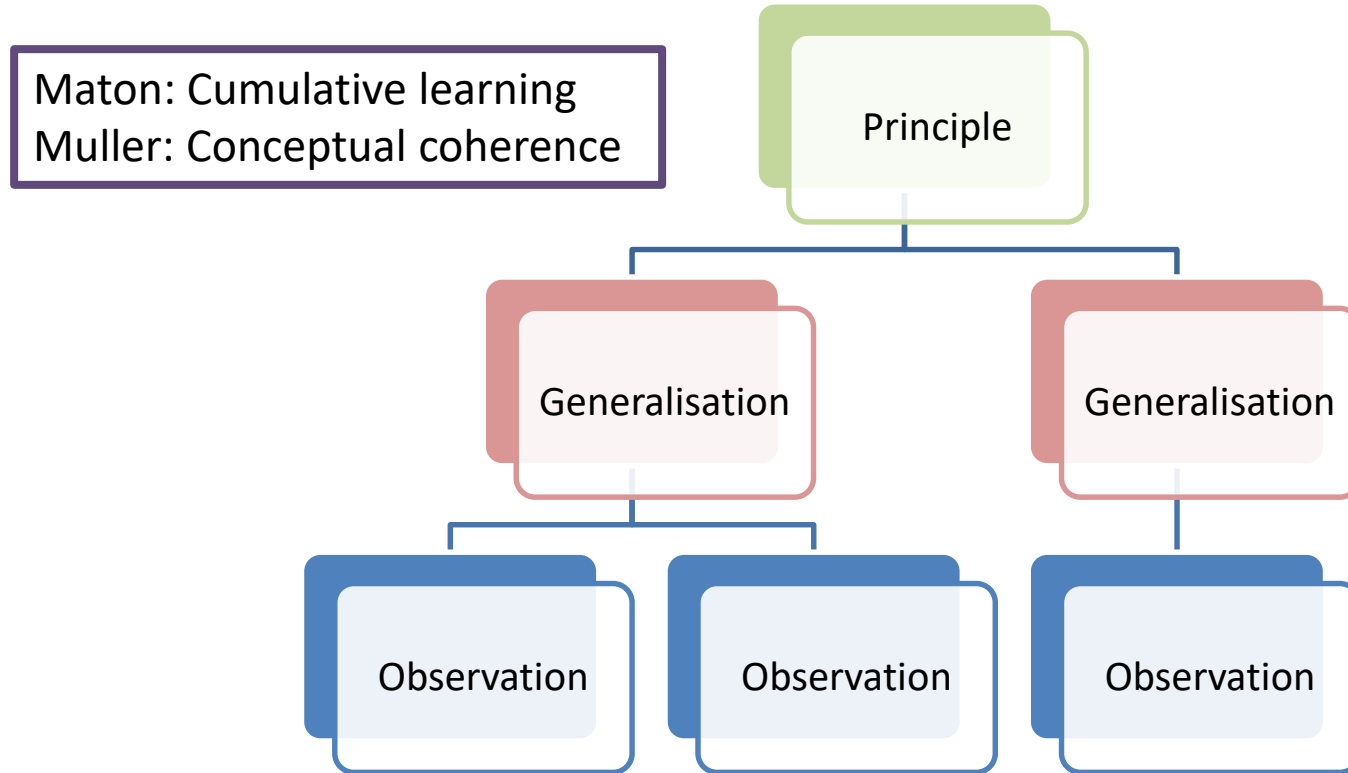 Maton: Cumulative learning
Muller: Conceptual coherence
Principle
Generalisation
Generalisation
Observation
Observation
Observation